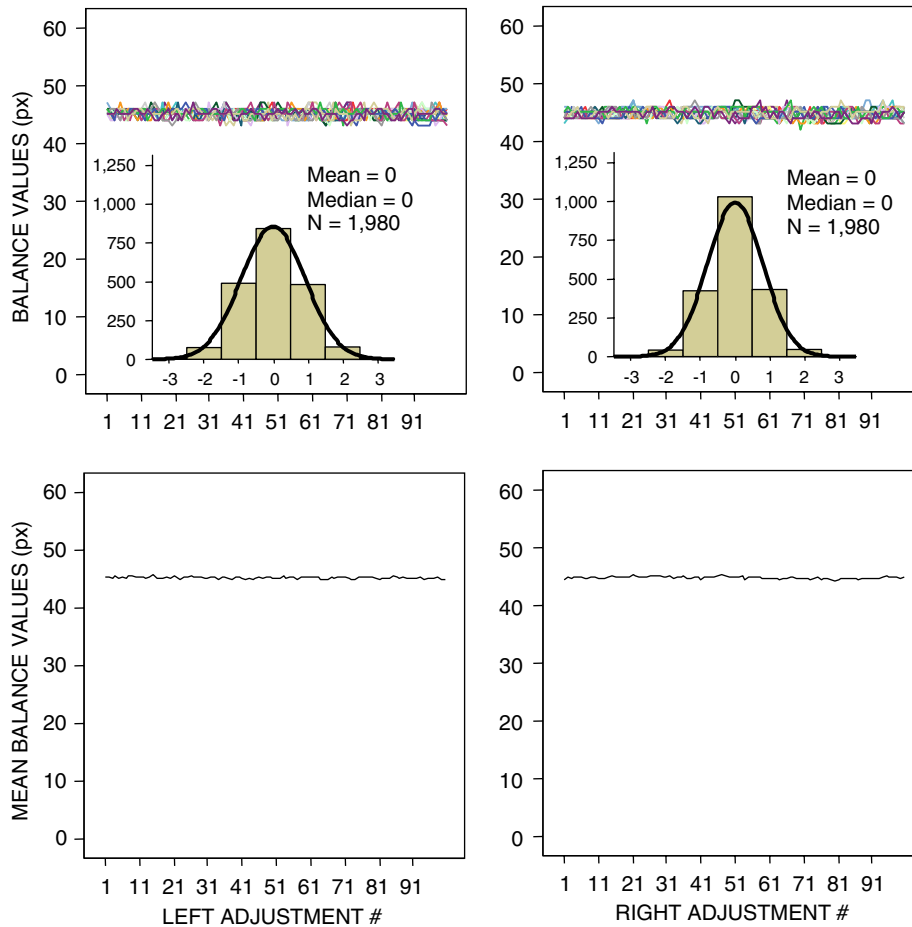 BALANCE VALUES (px)
60
50
40
30
20
10
0
1,250
1,000
750
500
250
0
Mean = 0
Median = 0
N = 1,980
-3 -2 -1 0 1 2 3
1 11 21 31 41 51 61 71 81 91
60
50
40
30
20
10
0
1,250
1,000
750
500
250
0
Mean = 0
Median = 0
N = 1,980
-3 -2 -1 0 1 2 3
1 11 21 31 41 51 61 71 81 91
MEAN BALANCE VALUES (px)
60
50
40
30
20
10
0
1 11 21 31 41 51 61 71 81 91
LEFT ADJUSTMENT #
60
50
40
30
20
10
0
1 11 21 31 41 51 61 71 81 91
RIGHT ADJUSTMENT #